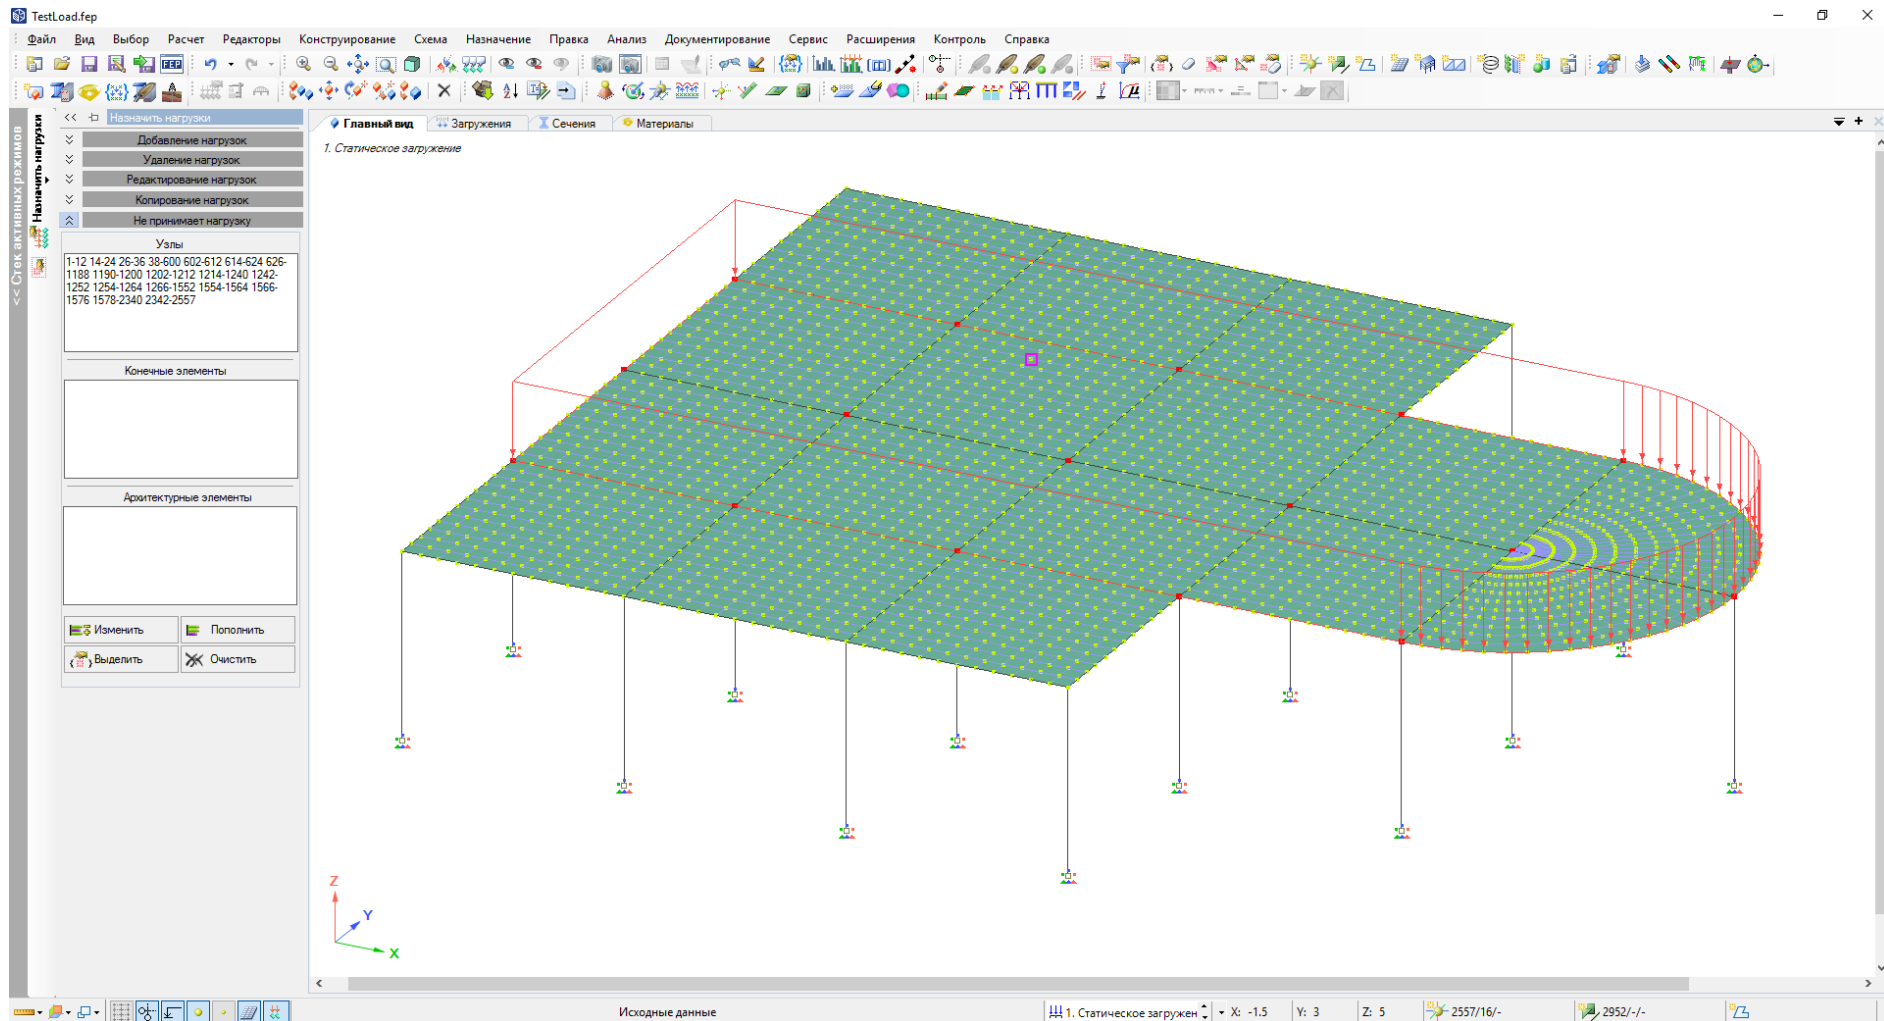 TestLoad.fep
Файл Вид Выбор Расчет Редакторы Конструирование Схема Назначение Правка Анализ Документирование Сервис Расширения Контроль Справка
FEP
<< Стек активных режимов
Назначить нагрузки
Назначить нагрузки
Добавление нагрузок
Удаление нагрузок
Редактирование нагрузок
Копирование нагрузок
Не принимает нагрузку
Узлы
1-12 14-24 26-36 38-600 602-612 614-624 626-
1188 1190-1200 1202-1212 1214-1240 1242-
1252 1254-1264 1266-1552 1554-1564 1566-
1576 1578-2340 2342-2557
Конечные элементы
Архитектурные элементы
Изменить Пополнить
Выделить Очистить
Главный вид Загружения Сечения Материалы
1. Статическое загружение
Z
Y
X
Исходные данные
1. Статическое загружен
X: -1.5 Y: 3 Z: 5 2557/16/- 2952/-/-